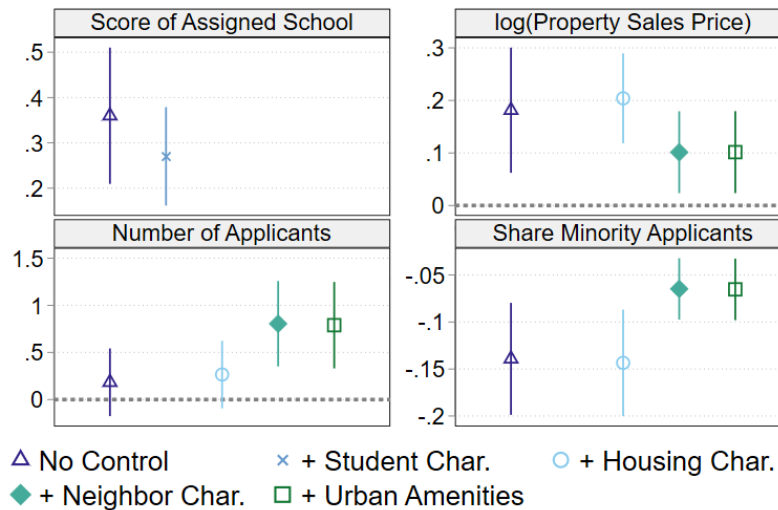 Score of Assigned School
log(Property Sales Price)
.5
.4
.3
.2
.3
.2
.1
0
Number of Applicants
Share Minority Applicants
1.5
1
.5
0
-.05
-.1
-.15
-.2
No Control
+ Student Char.
+ Housing Char.
+ Neighbor Char.
+ Urban Amenities